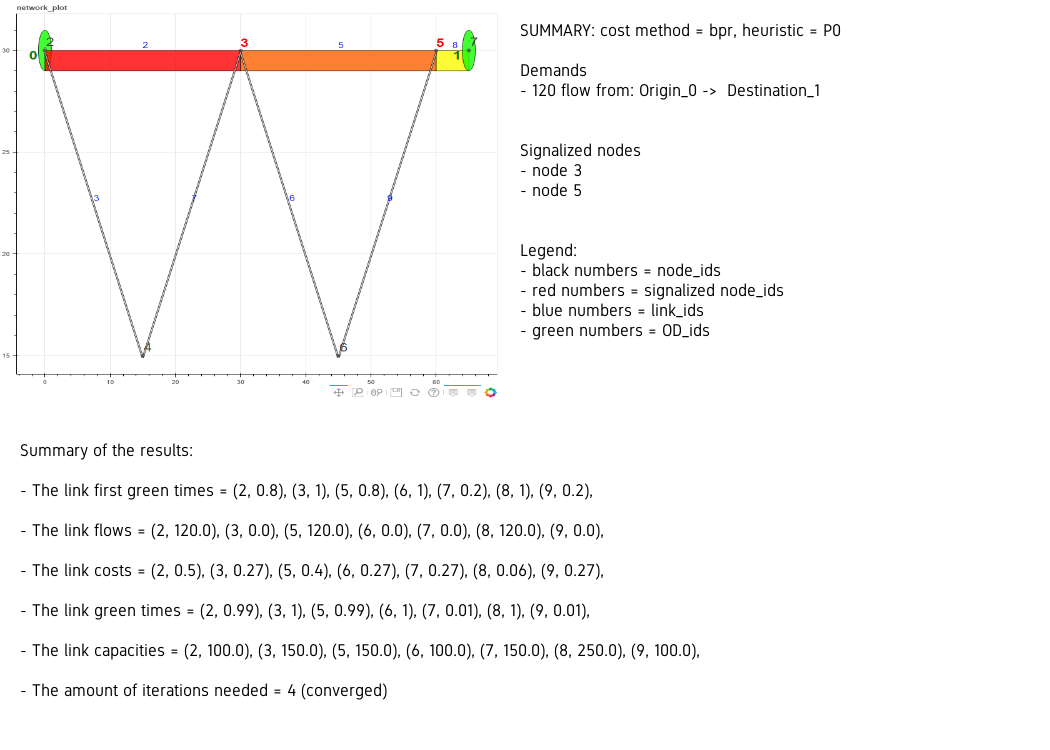 network_plot
2
3
5
7
0
1
2
5
8
3
7
6
9
4
6
30
25
20
15
0
10
20
30
40
50
60
SUMMARY: cost method = bpr, heuristic = P0
Demands
- 120 flow from: Origin_0 -> Destination_1
Signalized nodes
- node 3
- node 5
Legend:
- black numbers = node_ids
- red numbers = signalized node_ids
- blue numbers = link_ids
- green numbers = OD_ids
Summary of the results:
- The link first green times = (2, 0.8), (3, 1), (5, 0.8), (6, 1), (7, 0.2), (8, 1), (9, 0.2),
- The link flows = (2, 120.0), (3, 0.0), (5, 120.0), (6, 0.0), (7, 0.0), (8, 120.0), (9, 0.0),
- The link costs = (2, 0.5), (3, 0.27), (5, 0.4), (6, 0.27), (7, 0.27), (8, 0.06), (9, 0.27),
- The link green times = (2, 0.99), (3, 1), (5, 0.99), (6, 1), (7, 0.01), (8, 1), (9, 0.01),
- The link capacities = (2, 100.0), (3, 150.0), (5, 150.0), (6, 100.0), (7, 150.0), (8, 250.0), (9, 100.0),
- The amount of iterations needed = 4 (converged)